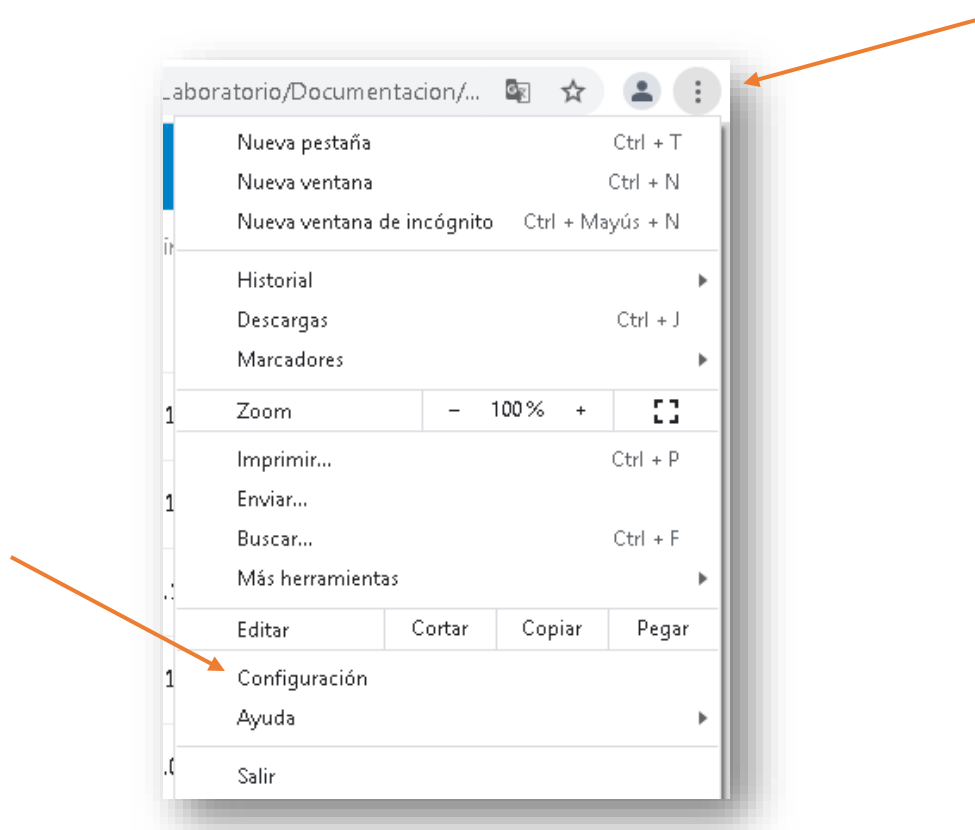 aboratorio/Documentacion/...
Nueva pestaña Ctrl + T
Nueva ventana Ctrl + N
Nueva ventana de incógnito Ctrl + Mayús + N
Historial
Descargas Ctrl + J
Marcadores
Zoom – 100 % +
Imprimir... Ctrl + P
Enviar...
Buscar... Ctrl + F
Más herramientas
Editar Cortar Copiar Pegar
Configuración
Ayuda
Salir